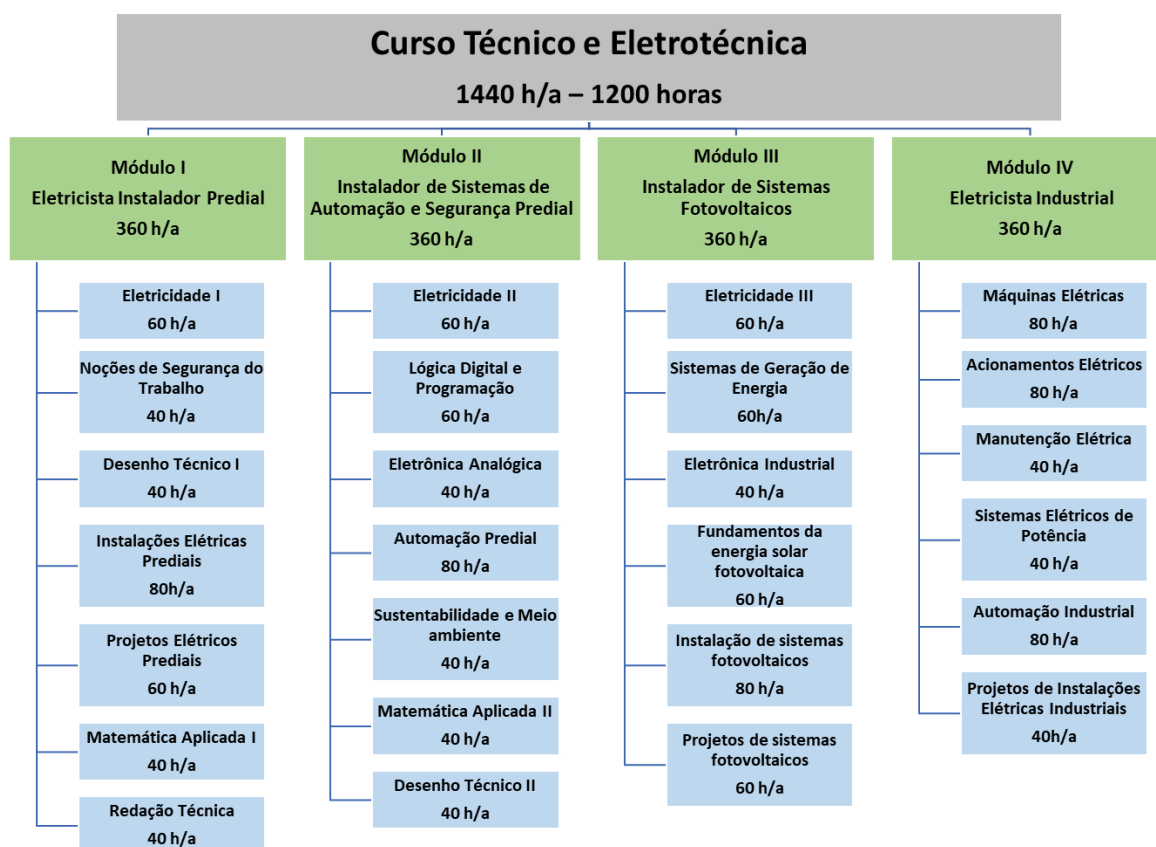 Curso Técnico e Eletrotécnica
1440 h/a – 1200 horas
Módulo I
Eletricista Instalador Predial
360 h/a
Eletricidade I
60 h/a
Noções de Segurança do
Trabalho
40 h/a
Desenho Técnico I
40 h/a
Instalações Elétricas
Prediais
80h/a
Projetos Elétricos
Prediais
60 h/a
Matemática Aplicada I
40 h/a
Redação Técnica
40 h/a
Módulo II
Instalador de Sistemas de
Automação e Segurança Predial
360 h/a
Eletricidade II
60 h/a
Lógica Digital e
Programação
60 h/a
Eletrônica Analógica
40 h/a
Automação Predial
80 h/a
Sustentabilidade e Meio
ambiente
40 h/a
Matemática Aplicada II
40 h/a
Desenho Técnico II
40 h/a
Módulo III
Instalador de Sistemas
Fotovoltaicos
360 h/a
Eletricidade III
60 h/a
Sistemas de Geração de
Energia
60h/a
Eletrônica Industrial
40 h/a
Fundamentos da
energia solar
fotovoltaica
60 h/a
Instalação de sistemas
fotovoltaicos
80 h/a
Projetos de sistemas
fotovoltaicos
60 h/a
Módulo IV
Eletricista Industrial
360 h/a
Máquinas Elétricas
80 h/a
Acionamentos Elétricos
80 h/a
Manutenção Elétrica
40 h/a
Sistemas Elétricos de
Potência
40 h/a
Automação Industrial
80 h/a
Projetos de Instalações
Elétricas Industriais
40h/a